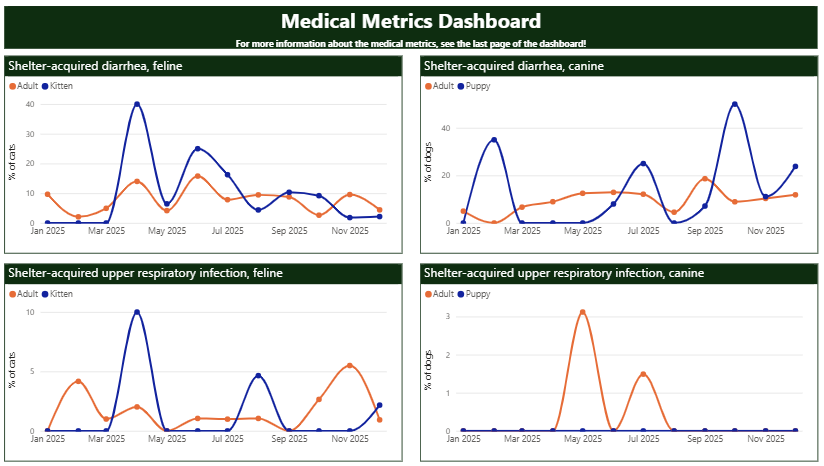 Medical Metrics Dashboard
For more information about the medical metrics, see the last page of the dashboard!
Shelter-acquired diarrhea, feline
Adult Kitten
% of cats
40
30
20
10
0
Jan 2025 Mar 2025 May 2025 Jul 2025 Sep 2025 Nov 2025
Shelter-acquired diarrhea, canine
Adult Puppy
% of dogs
40
20
0
Jan 2025 Mar 2025 May 2025 Jul 2025 Sep 2025 Nov 2025
Shelter-acquired upper respiratory infection, feline
Adult Kitten
% of cats
10
5
0
Jan 2025 Mar 2025 May 2025 Jul 2025 Sep 2025 Nov 2025
Shelter-acquired upper respiratory infection, canine
Adult Puppy
% of dogs
3
2
1
0
Jan 2025 Mar 2025 May 2025 Jul 2025 Sep 2025 Nov 2025